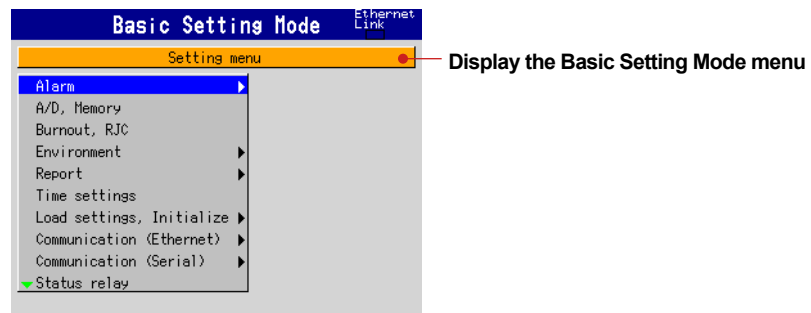 Basic Setting Mode
Ethernet
Link
Setting menu
Display the Basic Setting Mode menu
Alarm
A/D, Memory
Burnout, RJC
Environment
Report
Time settings
Load settings, Initialize
Communication (Ethernet)
Communication (Serial)
Status relay